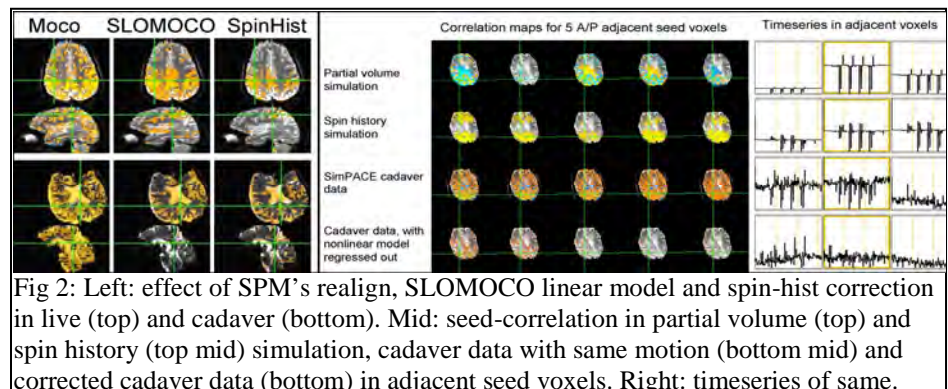 Moco SLOMOCO SpinHist
Correlation maps for 5 A/P adjacent seed voxels
Timeseries in adjacent voxels
Partial volume
simulation
Spin history
simulation
SimPACE cadaver
data
Cadaver data, with
nonlinear model
regressed out
Fig 2: Left: effect of SPM's realign, SLOMOCO linear model and spin-hist correction
in live (top) and cadaver (bottom). Mid: seed-correlation in partial volume (top) and
spin history (top mid) simulation, cadaver data with same motion (bottom mid) and
corrected cadaver data (bottom) in adjacent seed voxels. Right: timeseries of same.